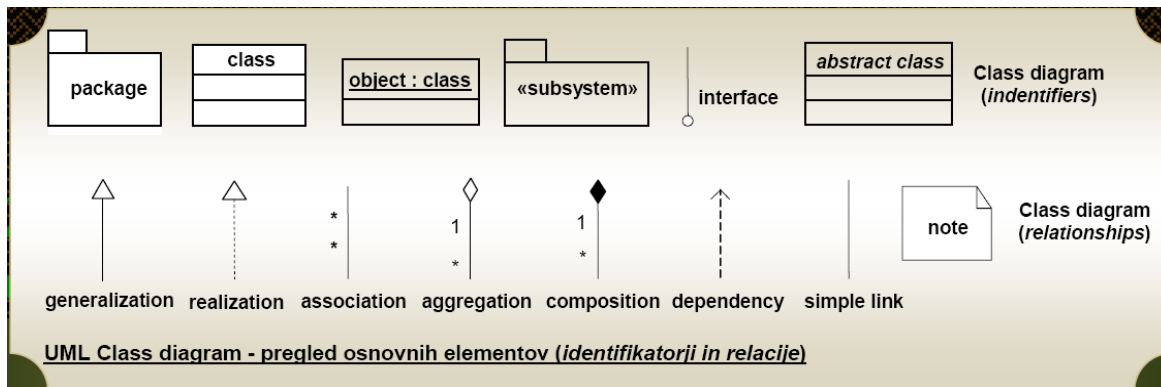 package
class
object : class
«subsystem»
interface
abstract class
Class diagram
(indentifiers)
*
*
1
*
1
*
note
Class diagram
(relationships)
generalization
realization
association
aggregation
composition
dependency
simple link
UML Class diagram - pregled osnovnih elementov (identifikatorji in relacije)